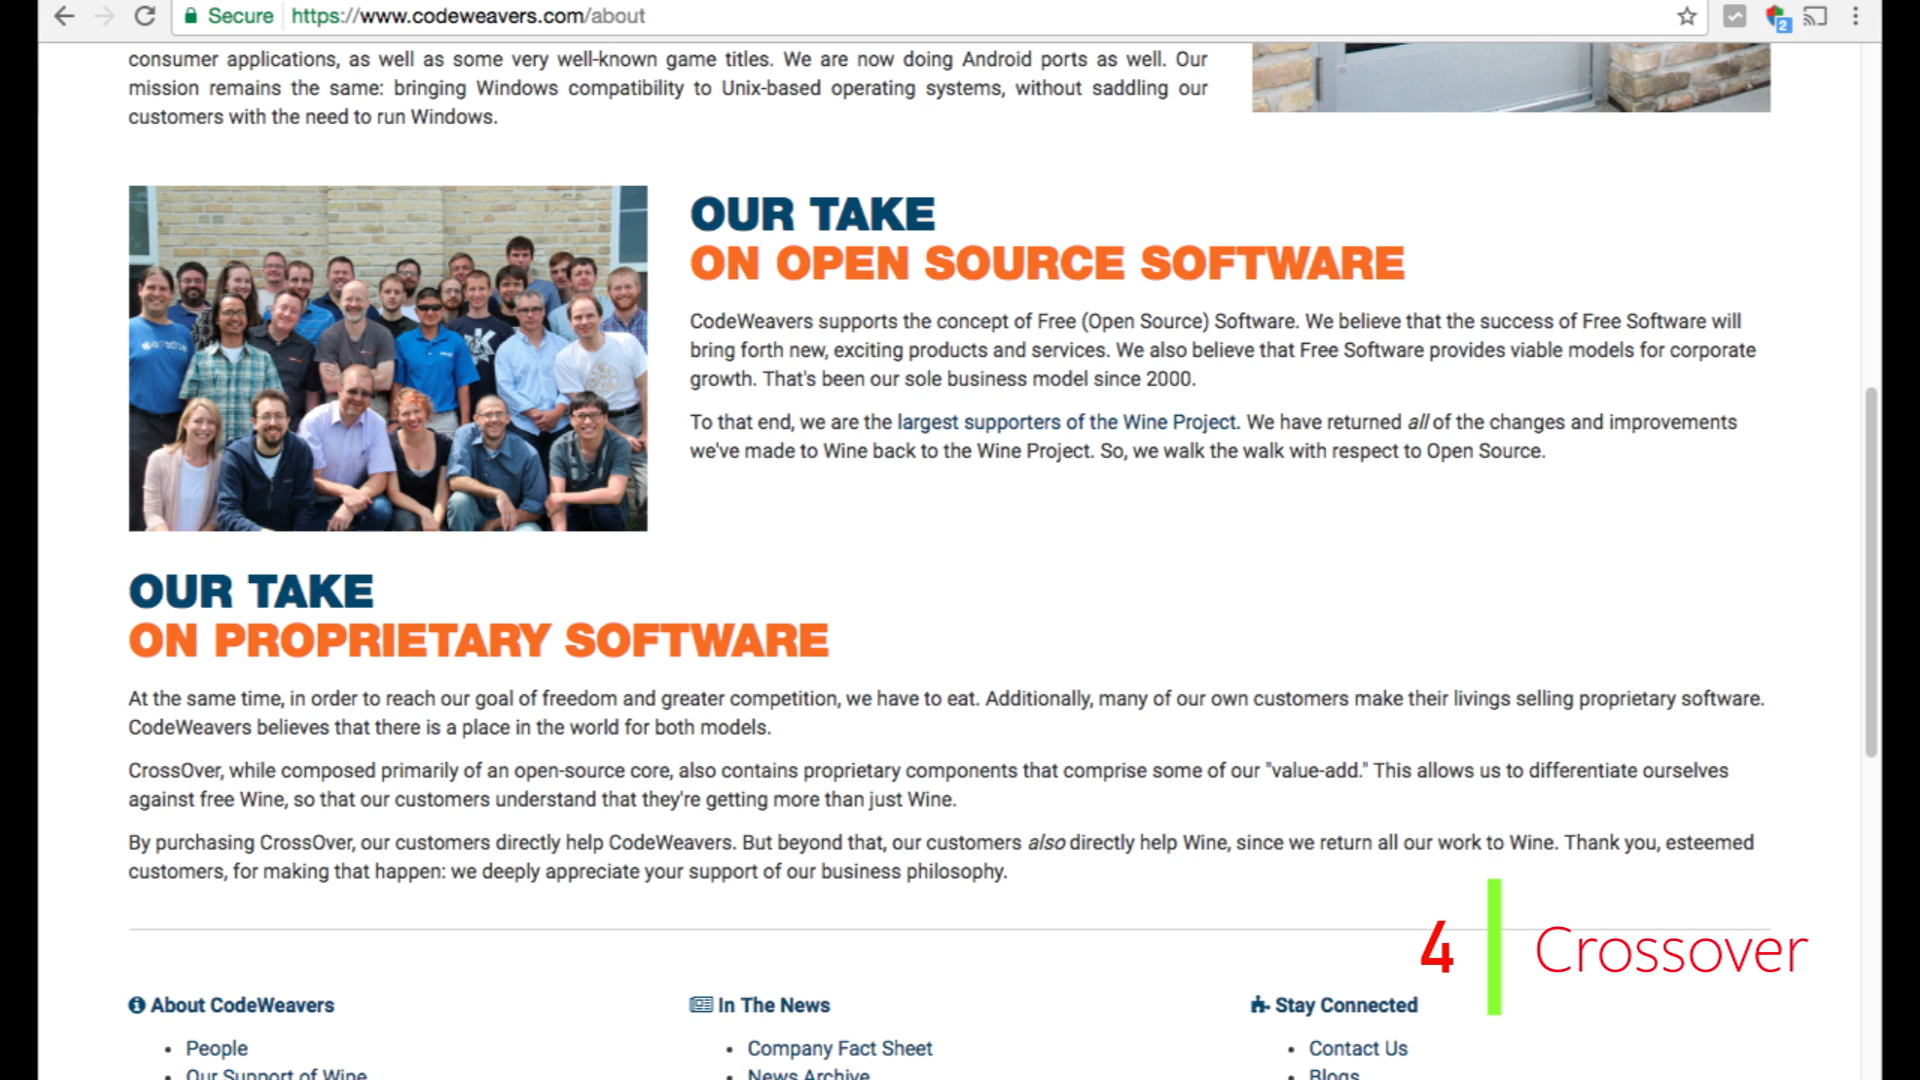 Secure https://www.codeweavers.com/about
2
consumer applications, as well as some very well-known game titles. We are now doing Android ports as well. Our
mission remains the same: bringing Windows compatibility to Unix-based operating systems, without saddling our
customers with the need to run Windows.
OUR TAKE
ON OPEN SOURCE SOFTWARE
CodeWeavers supports the concept of Free (Open Source) Software. We believe that the success of Free Software will
bring forth new, exciting products and services. We also believe that Free Software provides viable models for corporate
growth. That's been our sole business model since 2000.
To that end, we are the largest supporters of the Wine Project. We have returned all of the changes and improvements
we've made to Wine back to the Wine Project. So, we walk the walk with respect to Open Source.
OUR TAKE
ON PROPRIETARY SOFTWARE
At the same time, in order to reach our goal of freedom and greater competition, we have to eat. Additionally, many of our own customers make their livings selling proprietary software.
CodeWeavers believes that there is a place in the world for both models.
CrossOver, while composed primarily of an open-source core, also contains proprietary components that comprise some of our "value-add." This allows us to differentiate ourselves
against free Wine, so that our customers understand that they're getting more than just Wine.
By purchasing CrossOver, our customers directly help CodeWeavers. But beyond that, our customers also directly help Wine, since we return all our work to Wine. Thank you, esteemed
customers, for making that happen: we deeply appreciate your support of our business philosophy.
4 Crossover
About CodeWeavers
• People
• Our Support of Wine
In The News
• Company Fact Sheet
• News Archive
Stay Connected
• Contact Us
• Blogs